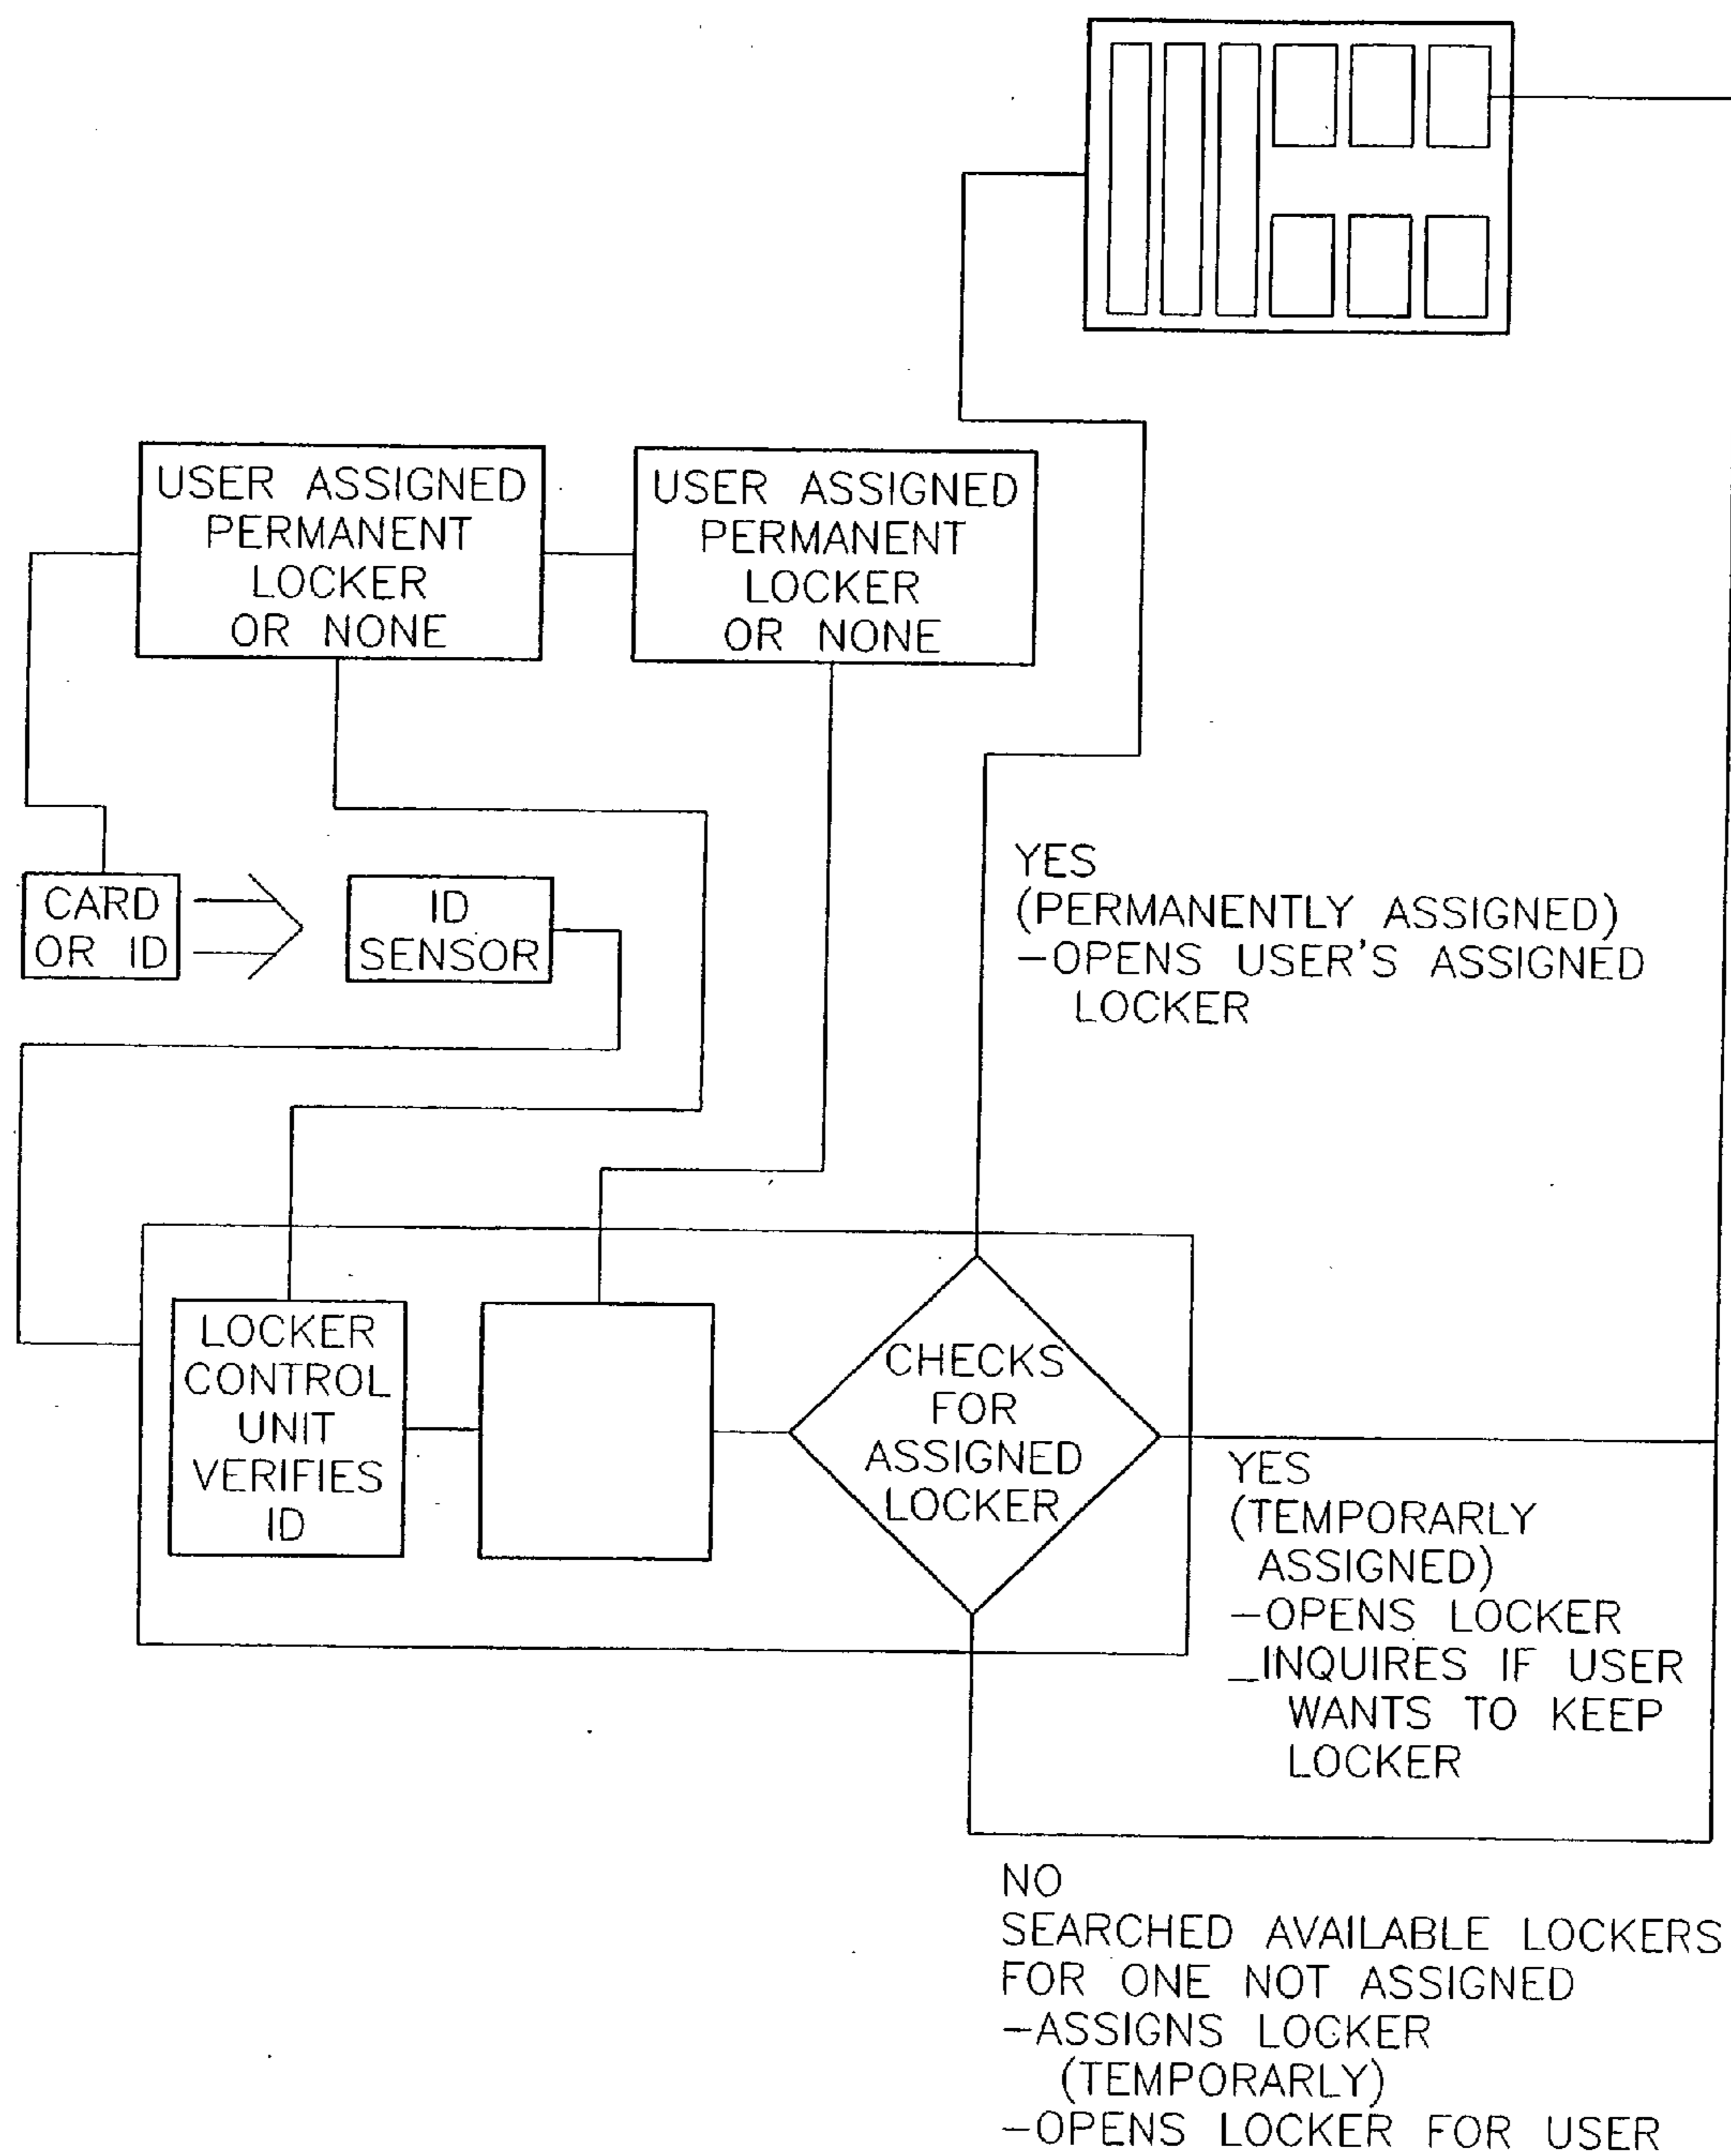 USER ASSIGNED
PERMANENT
LOCKER
OR NONE
USER ASSIGNED
PERMANENT
LOCKER
OR NONE
CARD
OR ID
ID
SENSOR
YES
(PERMANENTLY ASSIGNED)
-OPENS USER'S ASSIGNED
LOCKER
LOCKER
CONTROL
UNIT
VERIFIES
ID
CHECKS
FOR
ASSIGNED
LOCKER
YES
(TEMPORARLY
ASSIGNED)
-OPENS LOCKER
_INQUIRES IF USER
WANTS TO KEEP
LOCKER
NO
SEARCHED AVAILABLE LOCKERS
FOR ONE NOT ASSIGNED
-ASSIGNS LOCKER
(TEMPORARLY)
-OPENS LOCKER FOR USER